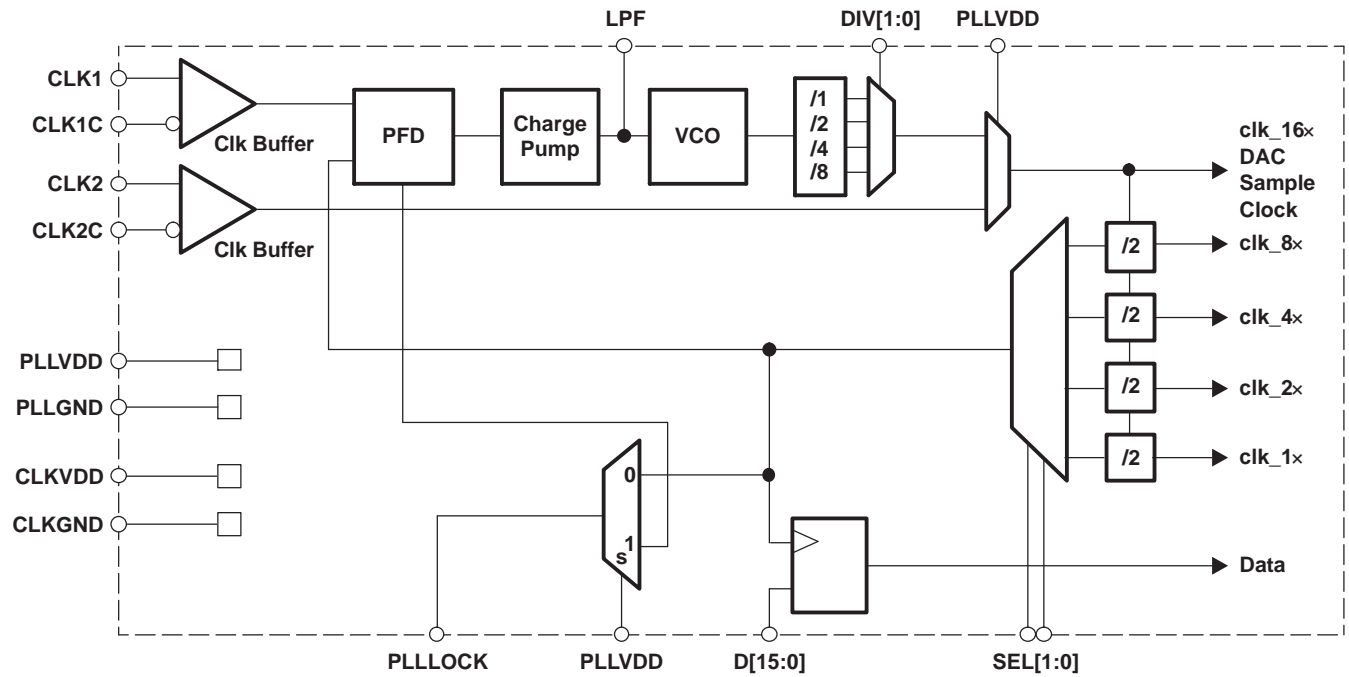 LPF
DIV[1:0]
PLLVDD
CLK1
CLK1C
Clk Buffer
CLK2
CLK2C
Clk Buffer
PFD
Charge
Pump
VCO
/1
/2
/4
/8
clk_16×
DAC
Sample
Clock
/2
clk_8×
/2
clk_4×
/2
clk_2×
/2
clk_1×
PLLVDD
PLLGND
CLKVDD
CLKGND
0
1
s
Data
PLLLOCK
PLLVDD
D[15:0]
SEL[1:0]